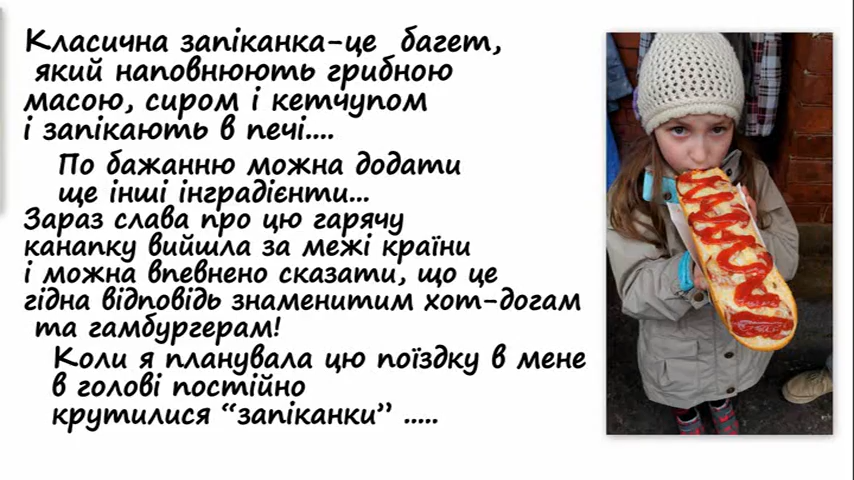 Класична запіканка-це багет,
який наповнюють грибною
масою, сиром і кетчупом
і запікають в печі....
По бажанню можна додати
ще інші інградієнти...
Зараз слава про цю гарячу
канапку вийшла за межі країни
і можна впевнено сказати, що це
гідна відповідь знаменитим хот-догам
та гамбургерам!
Коли я планувала цю поїздку в мене
в голові постійно
крутилися “запіканки” .....